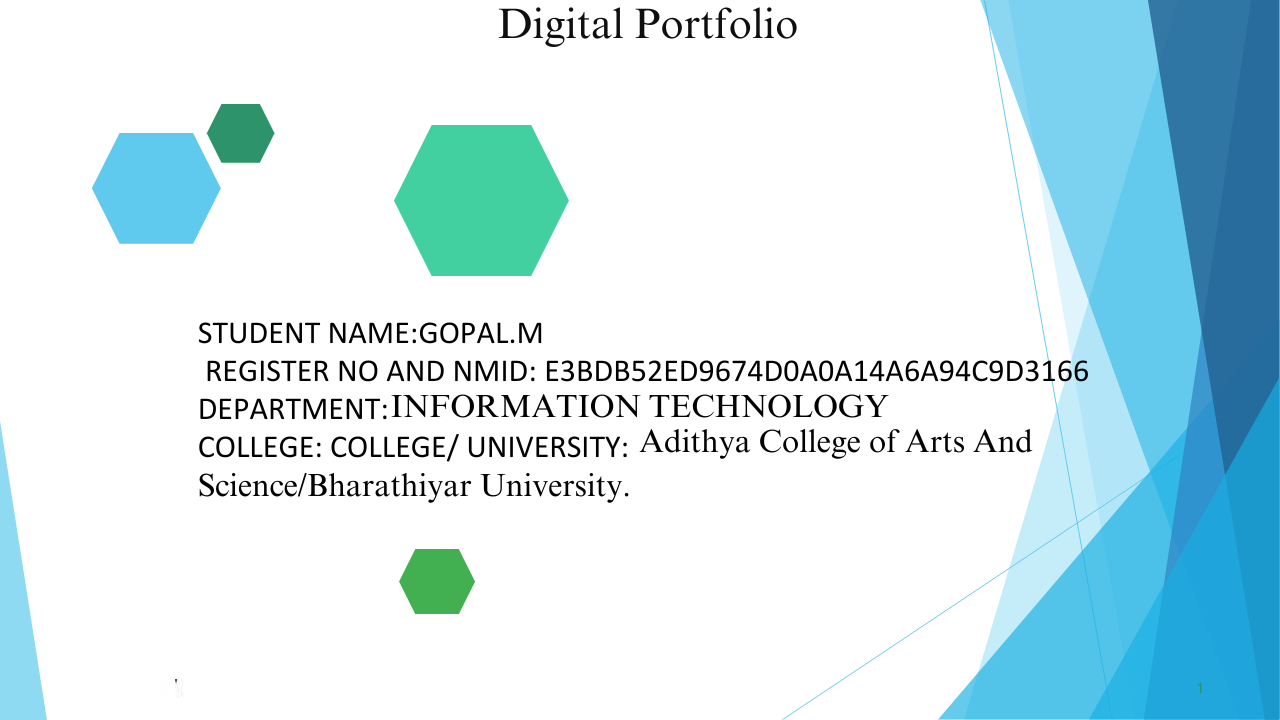 Digital Portfolio
STUDENT NAME:GOPAL.M
REGISTER NO AND NMID: E3BDB52ED9674D0A0A14A6A94C9D3166
DEPARTMENT:INFORMATION TECHNOLOGY
COLLEGE: COLLEGE/ UNIVERSITY: Adithya College of Arts And
Science/Bharathiyar University.
1